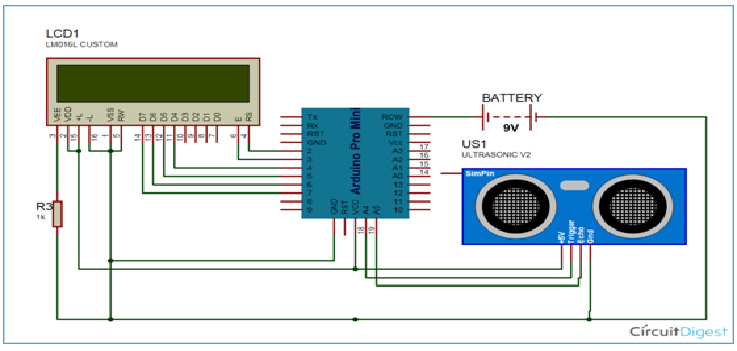 LCD1
LM016L CUSTOM
VEE VDD +L -L VSS RW D7 D6 D5 D4 D3 D2 D1 D0 E RS
3 2 15 16 1 5 14 13 12 11 10 9 8 7 6 4
R3
1k
Arduino Pro Mini
Tx
Rx
RST
GND
2
3
4
5
6
7
8
9
ROW
GND
RST
Vcc
A3 17
A2 16
A1 15
A0 14
13
12
11
10
GND RST VCC A4 A5
18 19
BATTERY
9V
US1
ULTRASONIC V2
SimPin
+5V Trigger Echo Gnd
CiRCUiTDiGEST